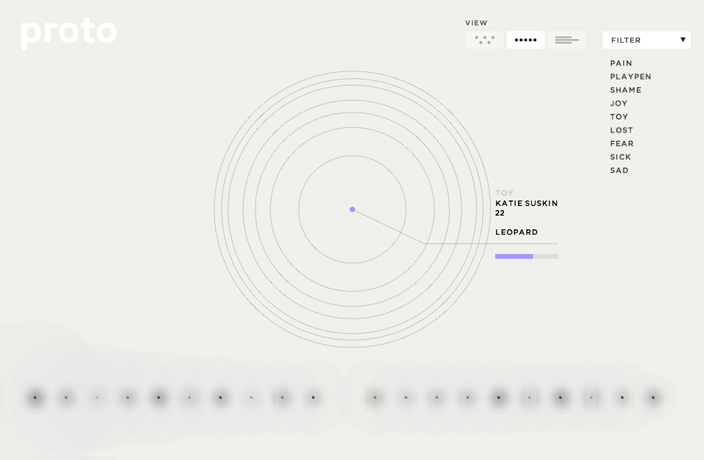 proto
VIEW
FILTER
PAIN
PLAYPEN
SHAME
JOY
TOY
LOST
FEAR
SICK
SAD
TOY
KATIE SUSKIN
22
LEOPARD